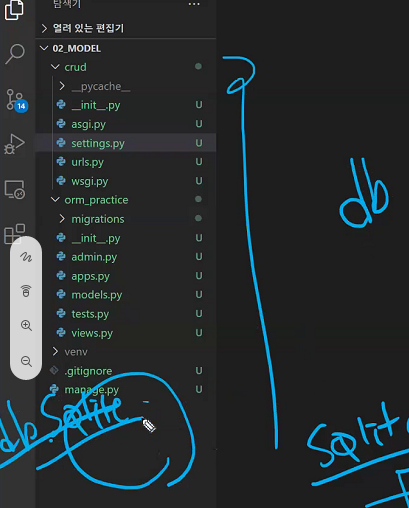 탐색기
···
열려 있는 편집기
02_MODEL
crud
__pycache__
__init__.py U
asgi.py U
settings.py U
urls.py U
wsgi.py U
orm_practice
migrations
__init__.py U
admin.py U
apps.py U
models.py U
tests.py U
views.py U
venv
.gitignore U
manage.py U
14
db
db.Sqlite
Sqlite